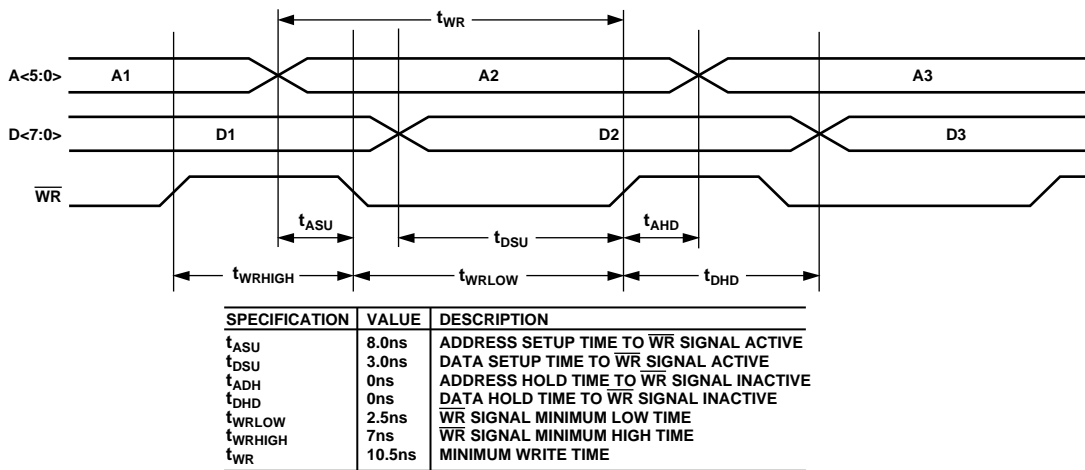 tWR
A<5:0> A1 A2 A3
D<7:0> D1 D2 D3
WR
tASU tDSU tAHD
tWRHIGH tWRLOW tDHD
SPECIFICATION VALUE DESCRIPTION
tASU 8.0ns ADDRESS SETUP TIME TO WR SIGNAL ACTIVE
tDSU 3.0ns DATA SETUP TIME TO WR SIGNAL ACTIVE
tADH 0ns ADDRESS HOLD TIME TO WR SIGNAL INACTIVE
tDHD 0ns DATA HOLD TIME TO WR SIGNAL INACTIVE
tWRLOW 2.5ns WR SIGNAL MINIMUM LOW TIME
tWRHIGH 7ns WR SIGNAL MINIMUM HIGH TIME
tWR 10.5ns MINIMUM WRITE TIME